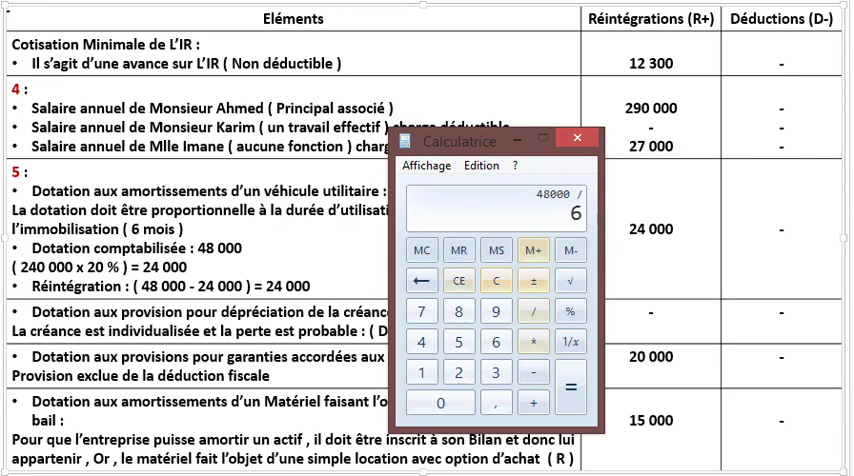 Eléments Réintégrations (R+) Déductions (D-)
Cotisation Minimale de L’IR :
• Il s’agit d’une avance sur L’IR ( Non déductible ) 12 300 -
4 :
• Salaire annuel de Monsieur Ahmed ( Principal associé ) 290 000 -
• Salaire annuel de Monsieur Karim ( un travail effectif ) charge déductible - -
• Salaire annuel de Mlle Imane ( aucune fonction ) 27 000 -
5 :
• Dotation aux amortissements d’un véhicule utilitaire :
La dotation doit être proportionnelle à la durée
l’immobilisation ( 6 mois ) 24 000 -
• Dotation comptabilisée : 48 000
( 240 000 x 20 % ) = 24 000
• Réintégration : ( 48 000 - 24 000 ) = 24 000
• Dotation aux provision pour dépréciation de la - -
La créance est individualisée et la perte est probable : ( D
• Dotation aux provisions pour garanties accordées aux 20 000 -
Provision exclue de la déduction fiscale
• Dotation aux amortissements d’un Matériel faisant
bail : 15 000 -
Pour que l’entreprise puisse amortir un actif , il doit être inscrit à son Bilan et donc lui
appartenir , Or , le matériel fait l’objet d’une simple location avec option d’achat ( R )
Calculatrice
Affichage Edition ?
48000 /
6
MC MR MS M+ M-
← CE C ± √
7 8 9 / %
4 5 6 * 1/x
1 2 3 - =
0 , +